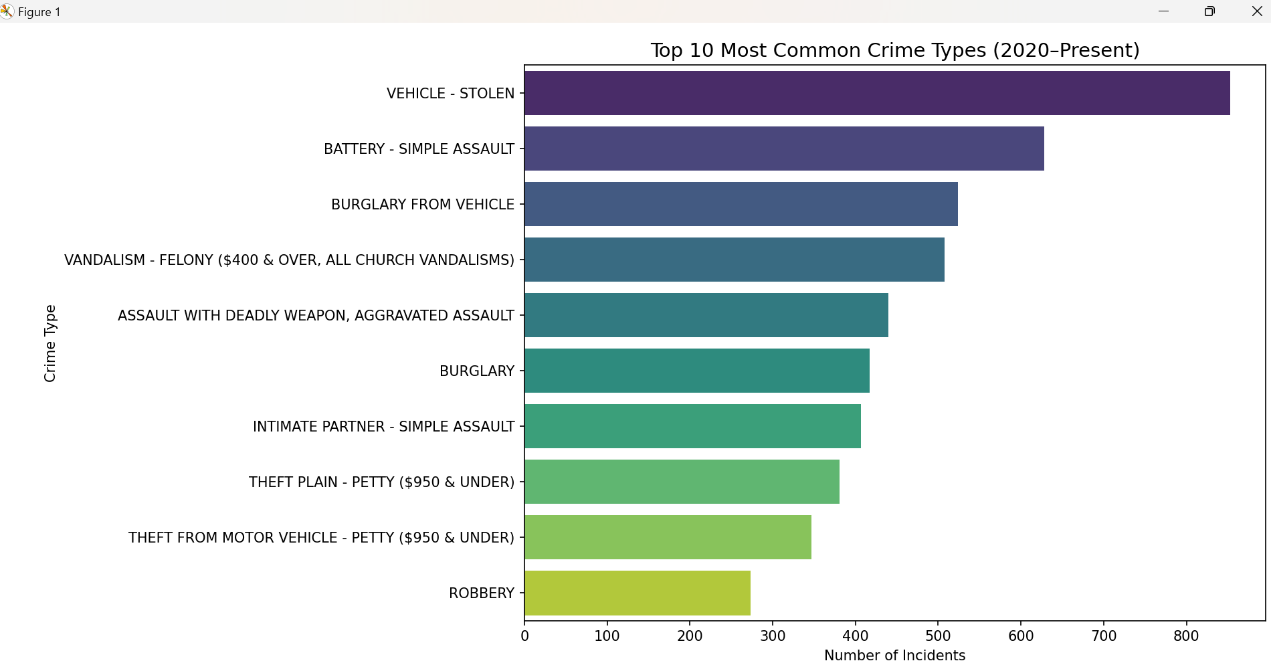 Figure 1
Top 10 Most Common Crime Types (2020–Present)
VEHICLE - STOLEN
BATTERY - SIMPLE ASSAULT
BURGLARY FROM VEHICLE
VANDALISM - FELONY ($400 & OVER, ALL CHURCH VANDALISMS)
ASSAULT WITH DEADLY WEAPON, AGGRAVATED ASSAULT
BURGLARY
INTIMATE PARTNER - SIMPLE ASSAULT
THEFT PLAIN - PETTY ($950 & UNDER)
THEFT FROM MOTOR VEHICLE - PETTY ($950 & UNDER)
ROBBERY
Crime Type
0 100 200 300 400 500 600 700 800
Number of Incidents